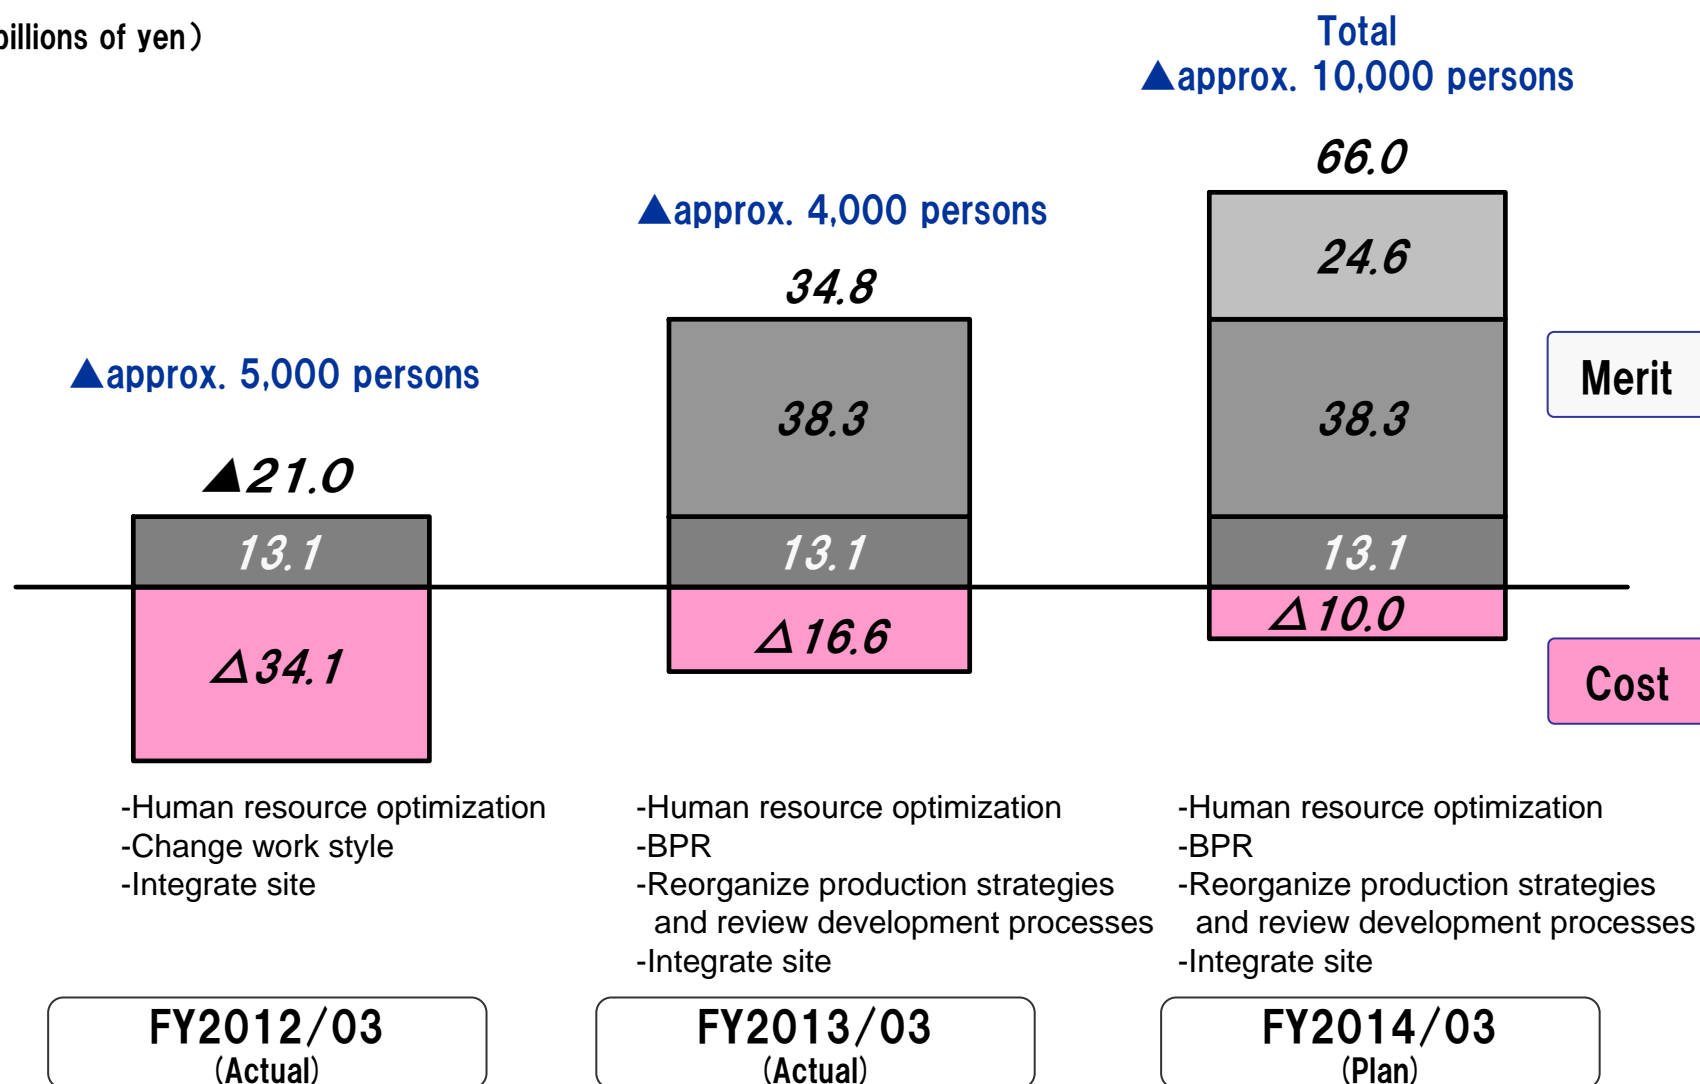 billions of yen）
Total
▲approx. 10,000 persons
66.0
24.6
38.3
13.1
△10.0
▲approx. 4,000 persons
34.8
38.3
13.1
△16.6
▲approx. 5,000 persons
▲21.0
13.1
△34.1
Merit
Cost
-Human resource optimization
-Change work style
-Integrate site
-Human resource optimization
-BPR
-Reorganize production strategies
and review development processes
-Integrate site
-Human resource optimization
-BPR
-Reorganize production strategies
and review development processes
-Integrate site
FY2012/03
(Actual)
FY2013/03
(Actual)
FY2014/03
(Plan)